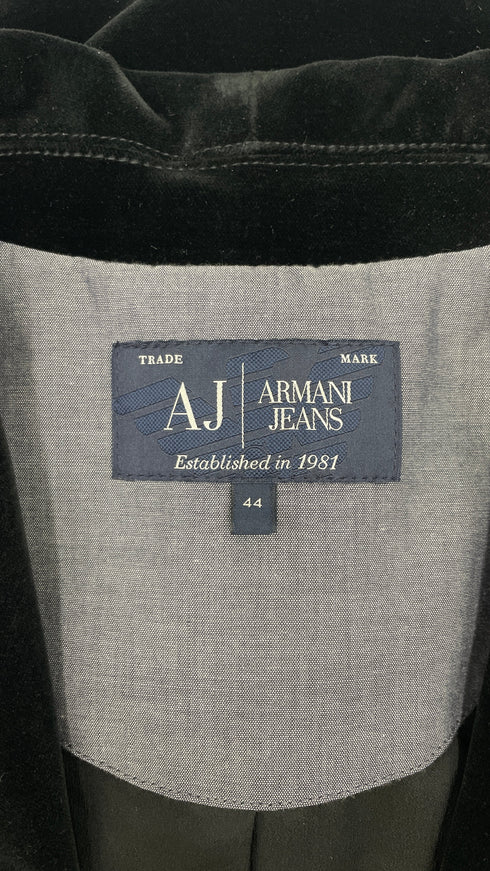 TRADE MARK
AJ ARMANI
JEANS
Established in 1981
44